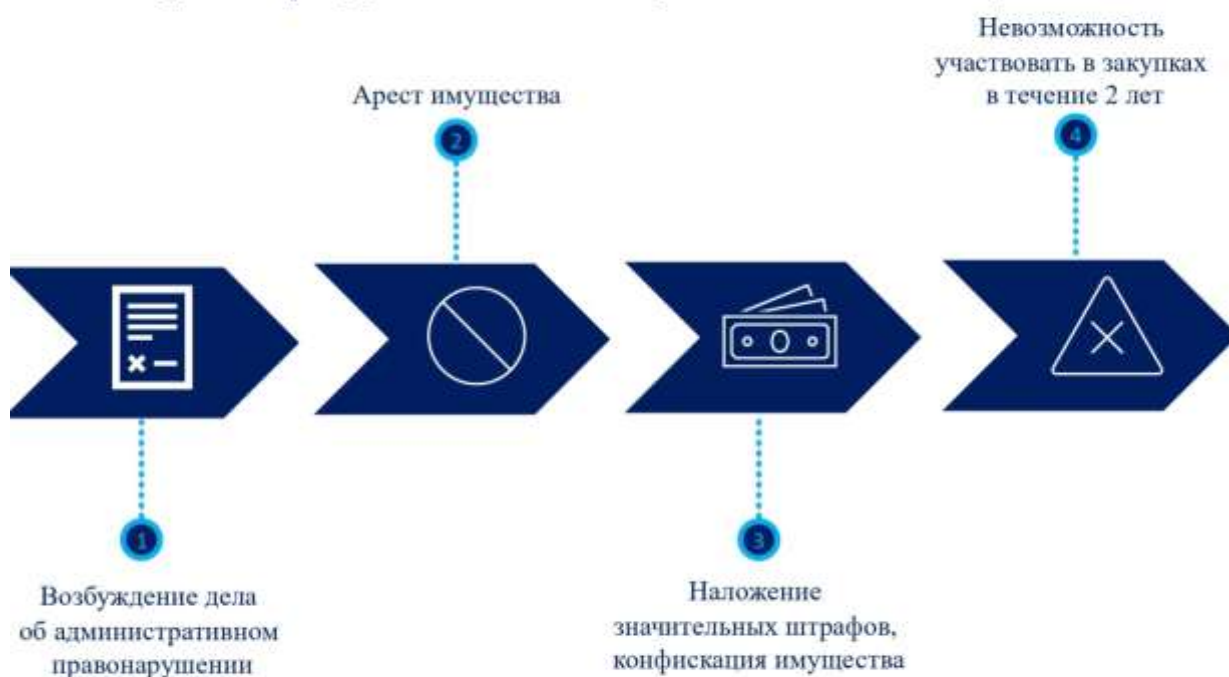 1
Возбуждение дела
об административном
правонарушении
Арест имущества
2
3
Наложение
значительных штрафов,
конфискация имущества
Невозможность
участвовать в закупках
в течение 2 лет
4